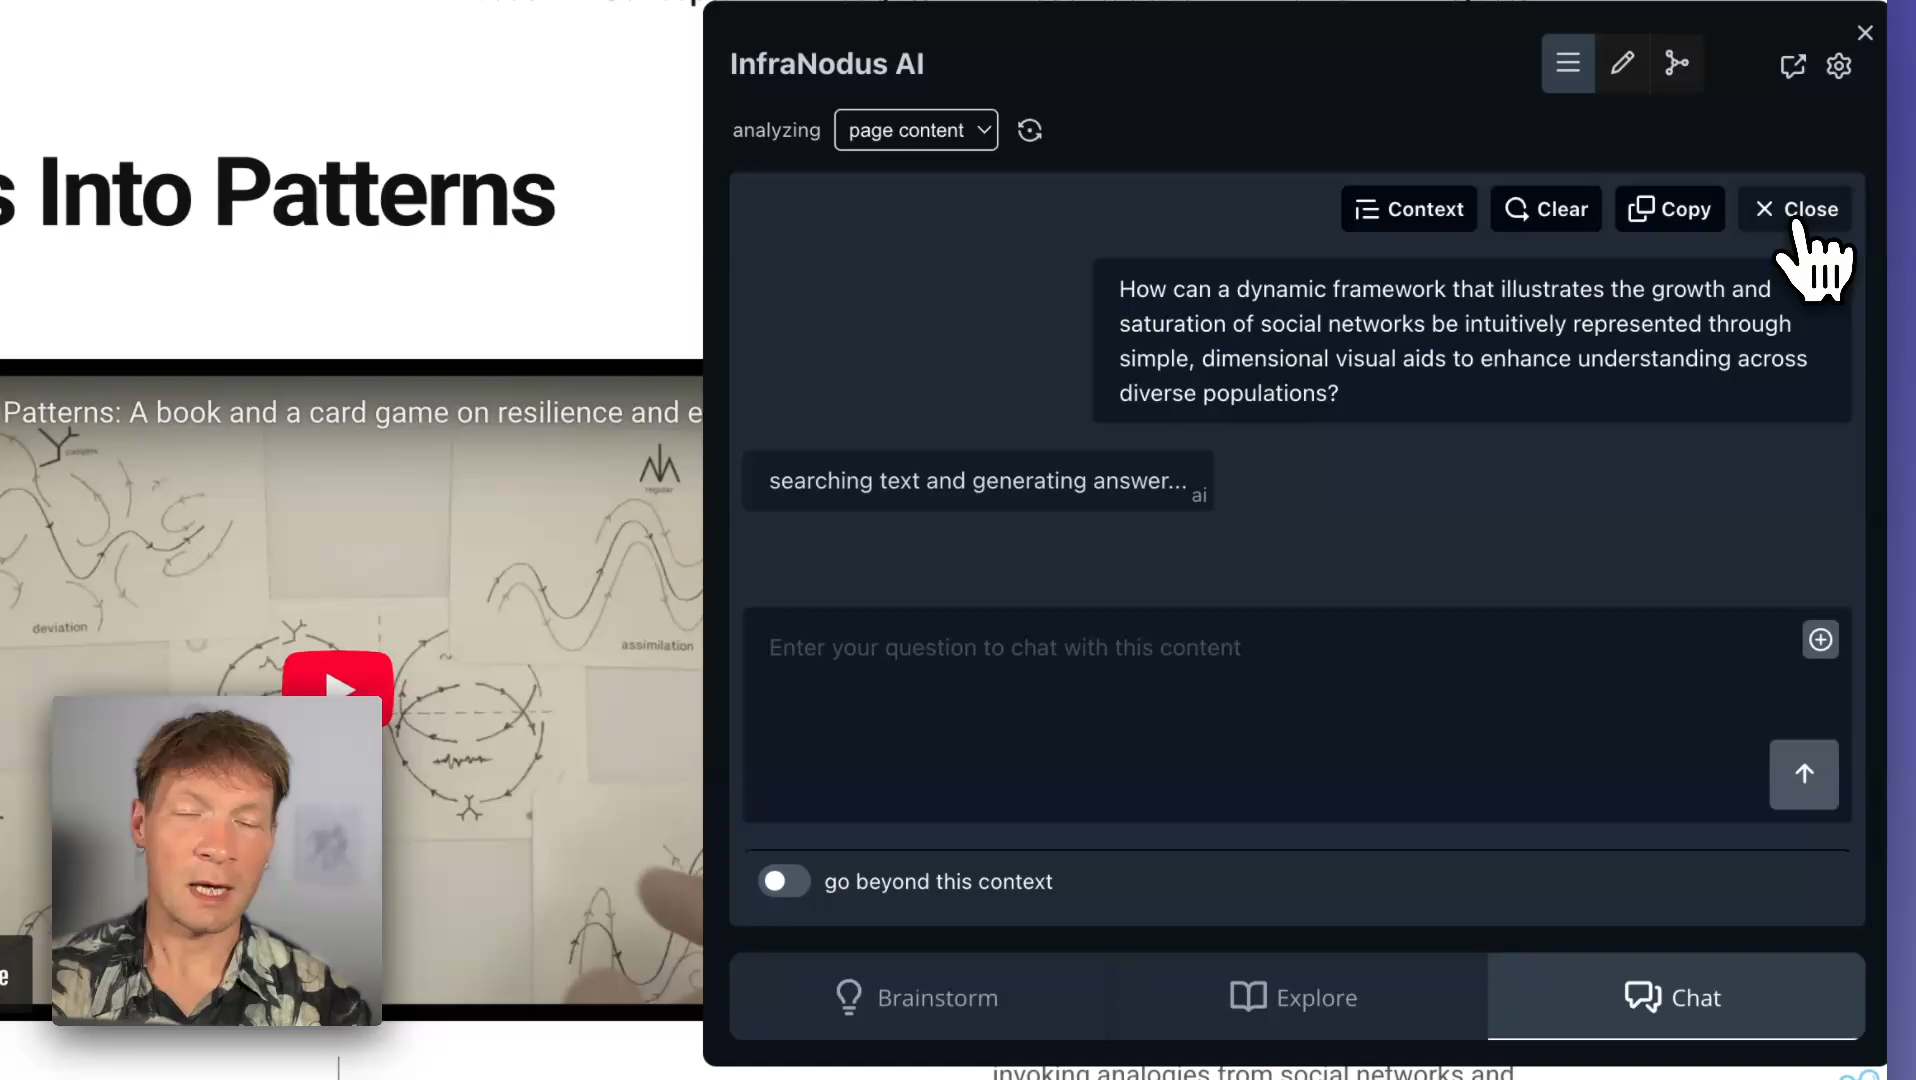 InfraNodus AI
analyzing
page content
s Into Patterns
Context
Clear
Copy
Close
How can a dynamic framework that illustrates the growth and
saturation of social networks be intuitively represented through
simple, dimensional visual aids to enhance understanding across
diverse populations?
Patterns: A book and a card game on resilience and e
complex
regular
searching text and generating answer...
ai
deviation
assimilation
Enter your question to chat with this content
go beyond this context
e
Brainstorm
Explore
Chat
invoking analogies from social networks and